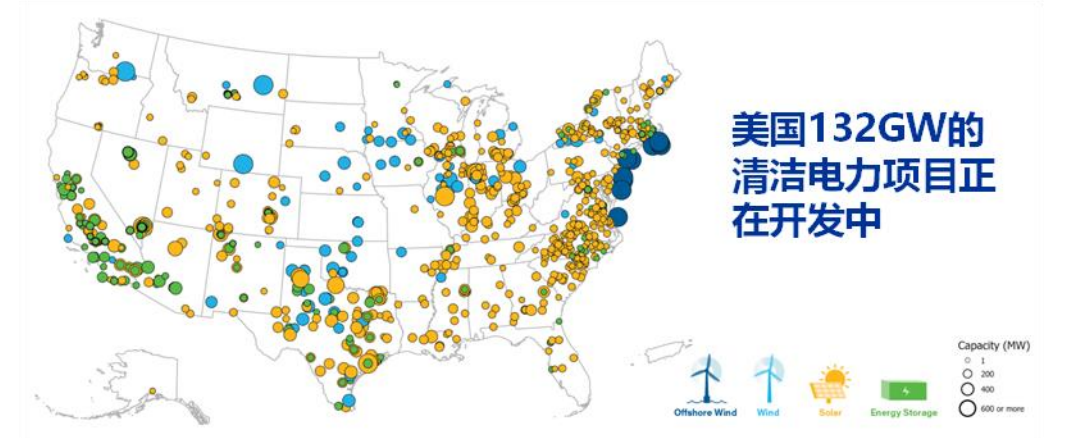 美国132GW的
清洁电力项目正
在开发中
Capacity (MW)
1
200
400
600 or more
Offshore Wind
Wind
Solar
Energy Storage